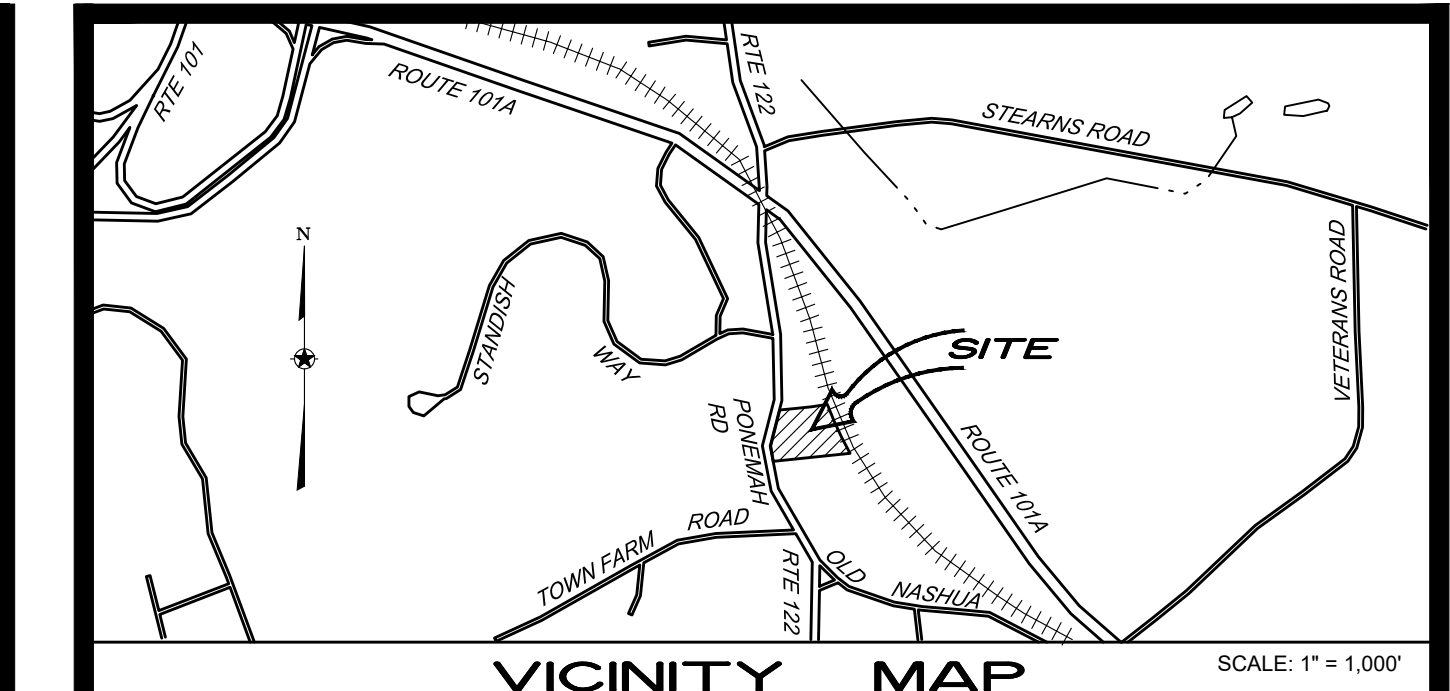 RTE 101
ROUTE 101A
RTE 122
STEARNS ROAD
N
STANDISH
WAY
SITE
VETERANS ROAD
PONEMAH
RD
ROUTE 101A
TOWN FARM
ROAD
RTE 122
OLD
NASHUA
VICINITY MAP
SCALE: 1" = 1,000'